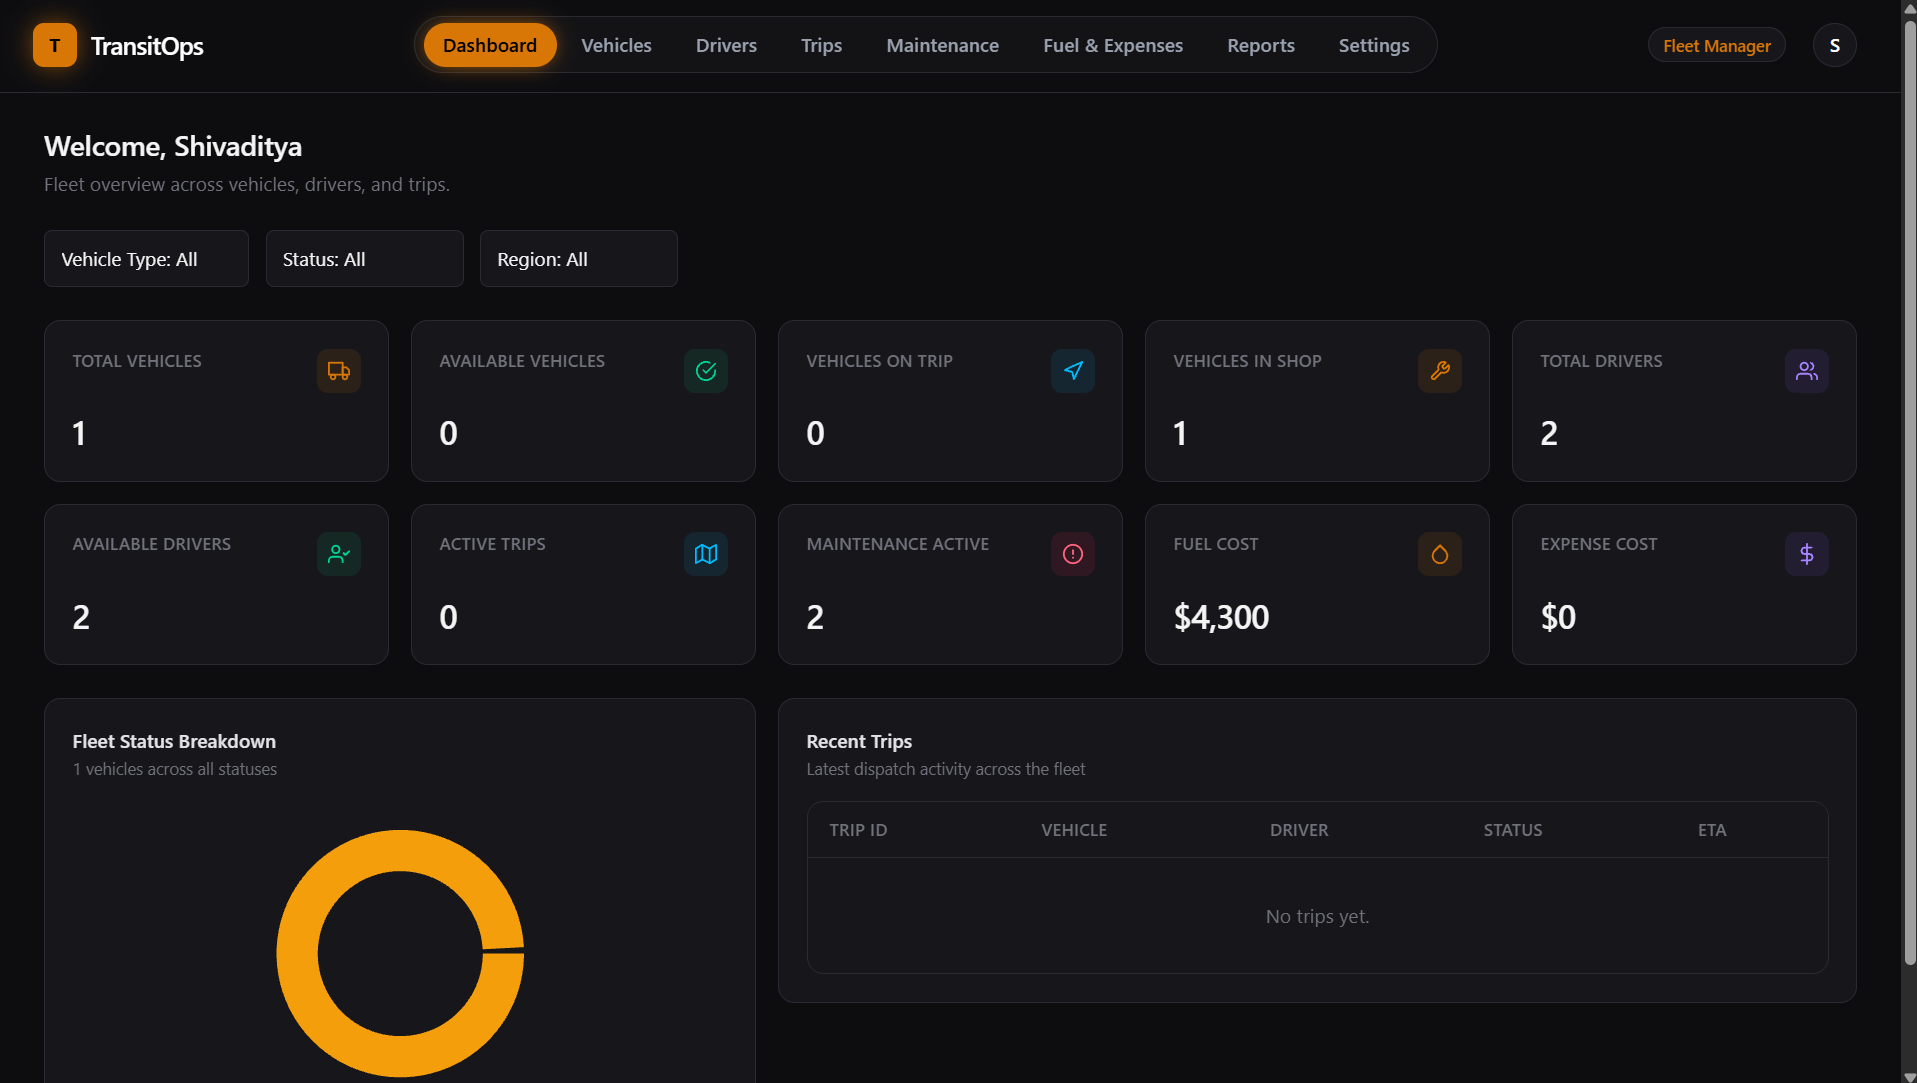 T TransitOps Dashboard Vehicles Drivers Trips Maintenance Fuel & Expenses Reports Settings Fleet Manager S
Welcome, Shivaditya
Fleet overview across vehicles, drivers, and trips.
Vehicle Type: All Status: All Region: All
TOTAL VEHICLES
1
AVAILABLE VEHICLES
0
VEHICLES ON TRIP
0
VEHICLES IN SHOP
1
TOTAL DRIVERS
2
AVAILABLE DRIVERS
2
ACTIVE TRIPS
0
MAINTENANCE ACTIVE
2
FUEL COST
$4,300
EXPENSE COST
$0
Fleet Status Breakdown
1 vehicles across all statuses
Recent Trips
Latest dispatch activity across the fleet
TRIP ID VEHICLE DRIVER STATUS ETA
No trips yet.